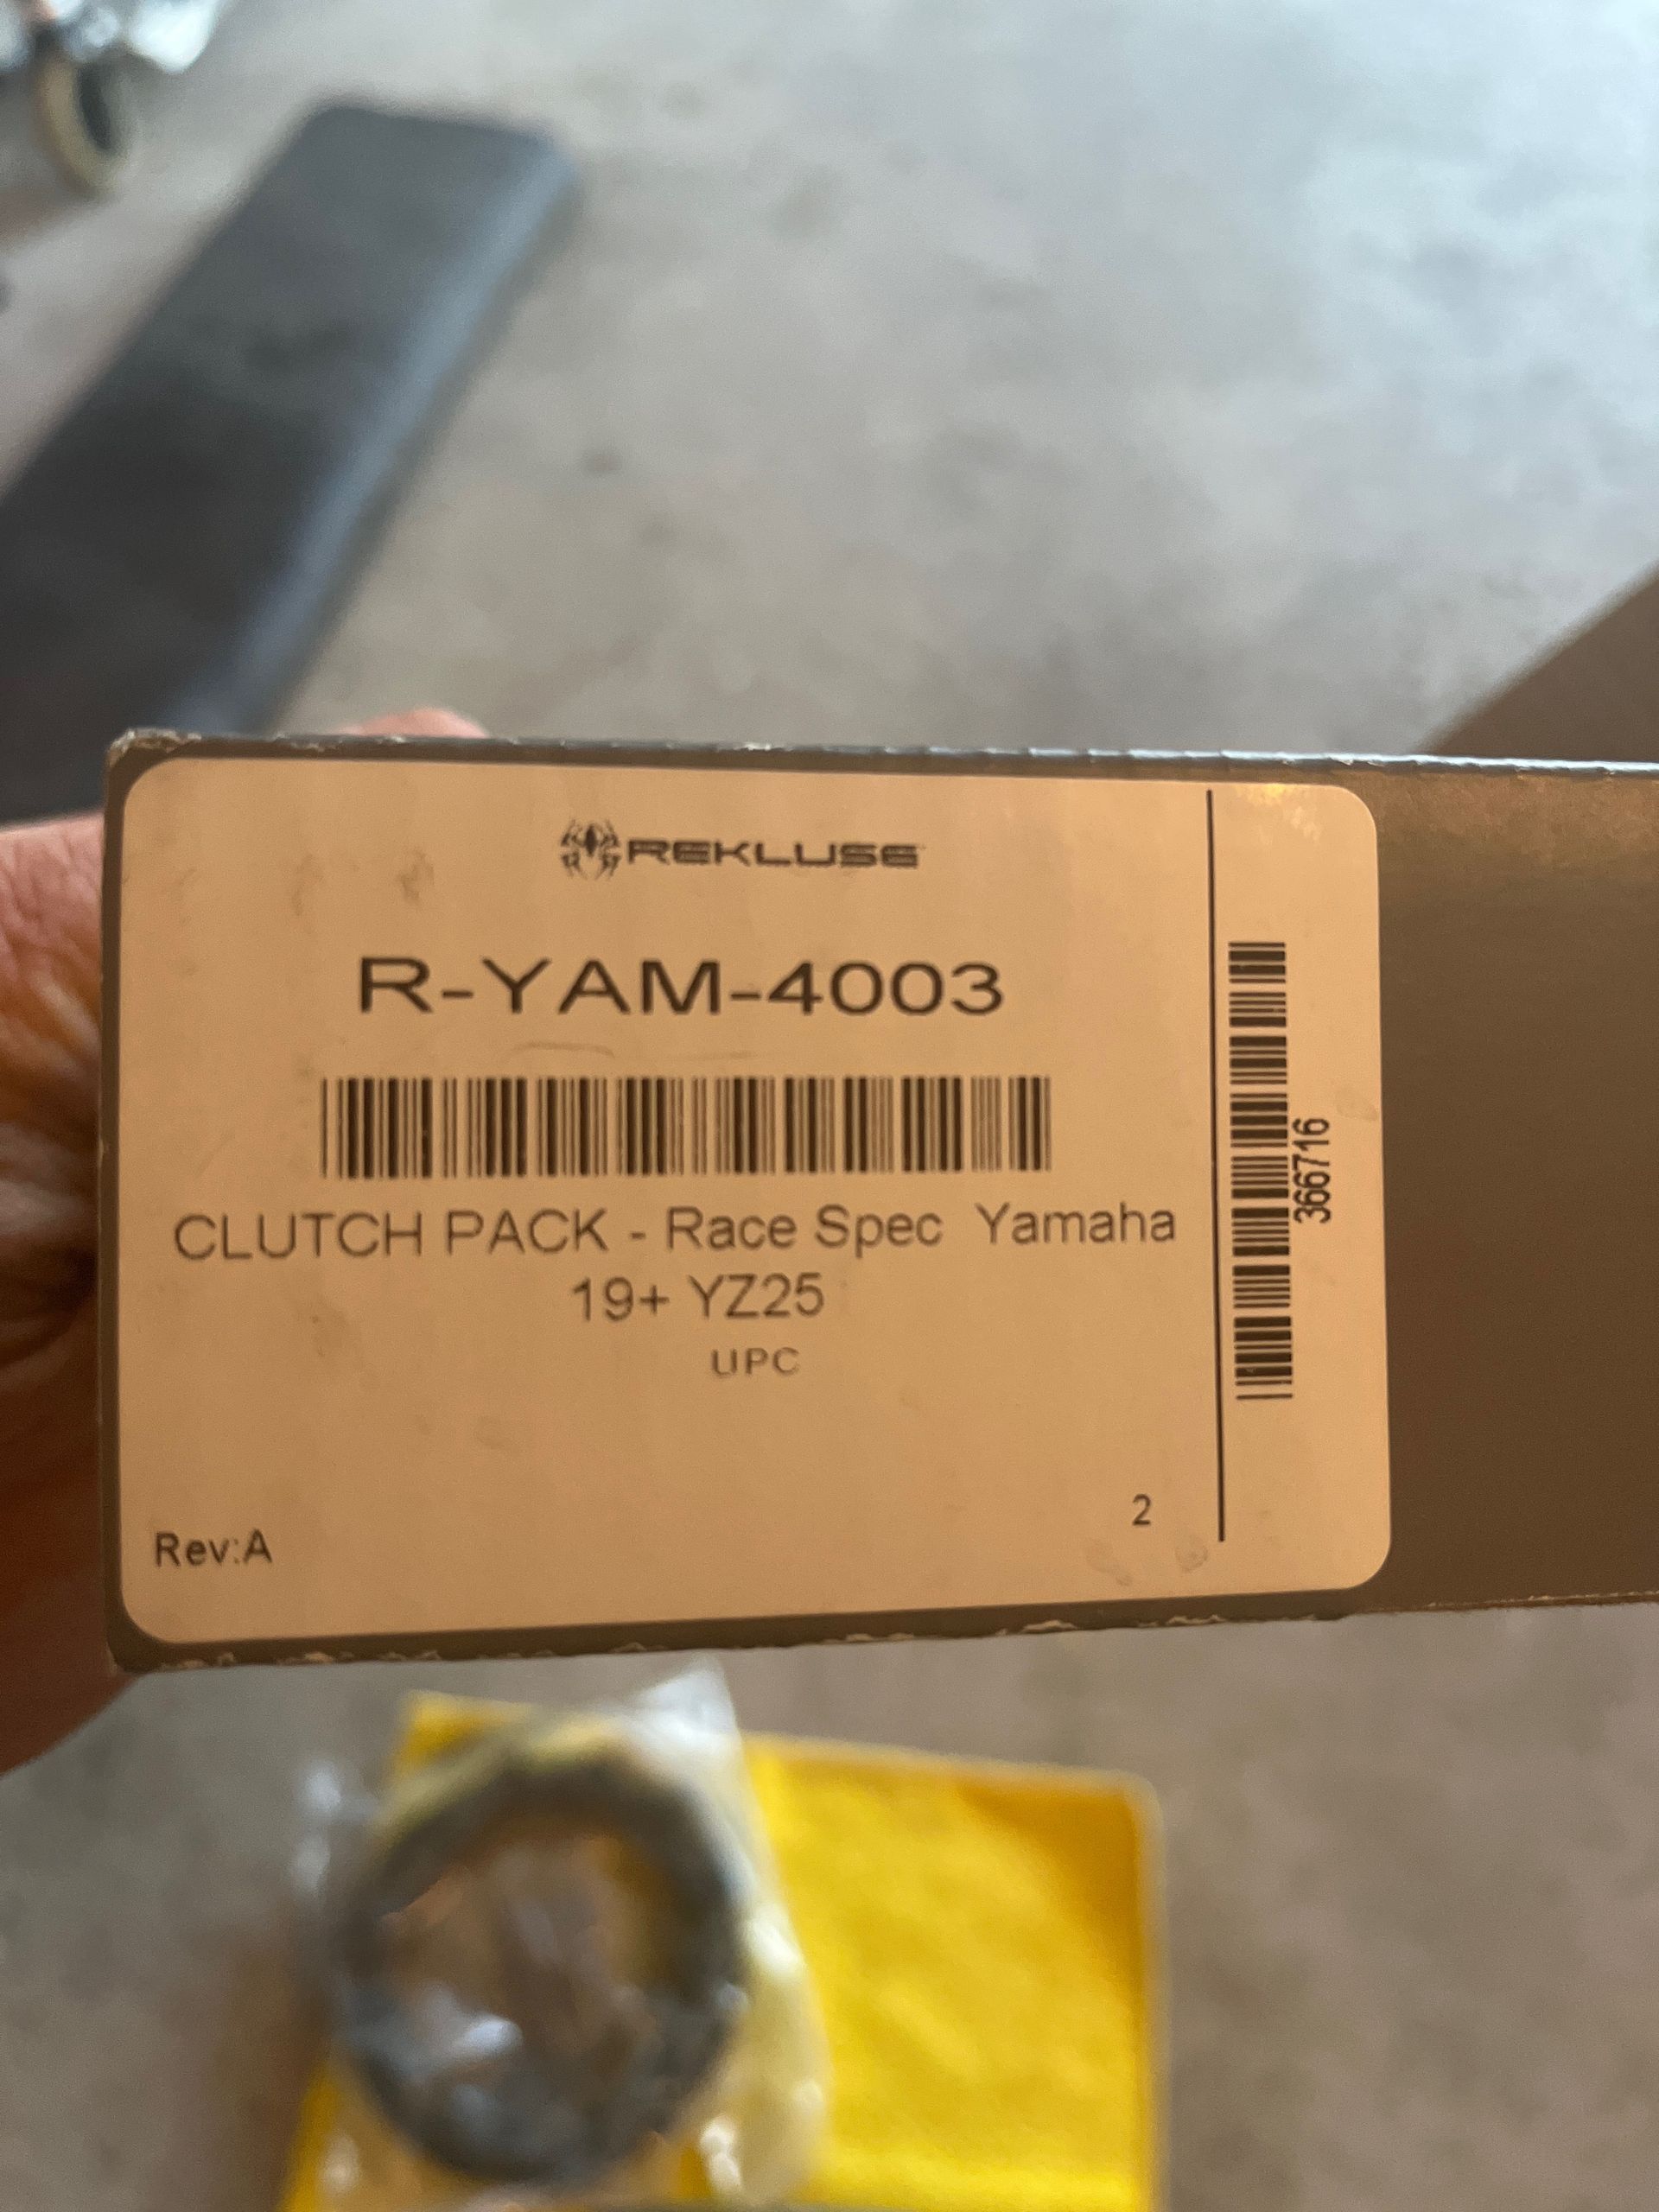 REKLUSE
R-YAM-4003
CLUTCH PACK - Race Spec Yamaha
19+ YZ25
UPC
Rev:A
2
366716